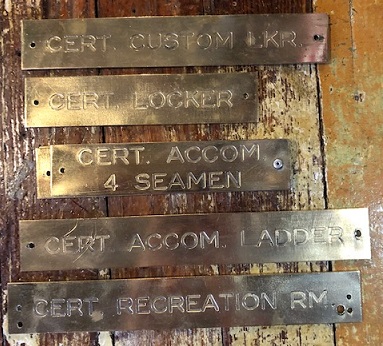 CERT. CUSTOM LKR.
CERT. LOCKER
CERT. ACCOM
4 SEAMEN
CERT ACCOM. LADDER
CERT. RECREATION RM.